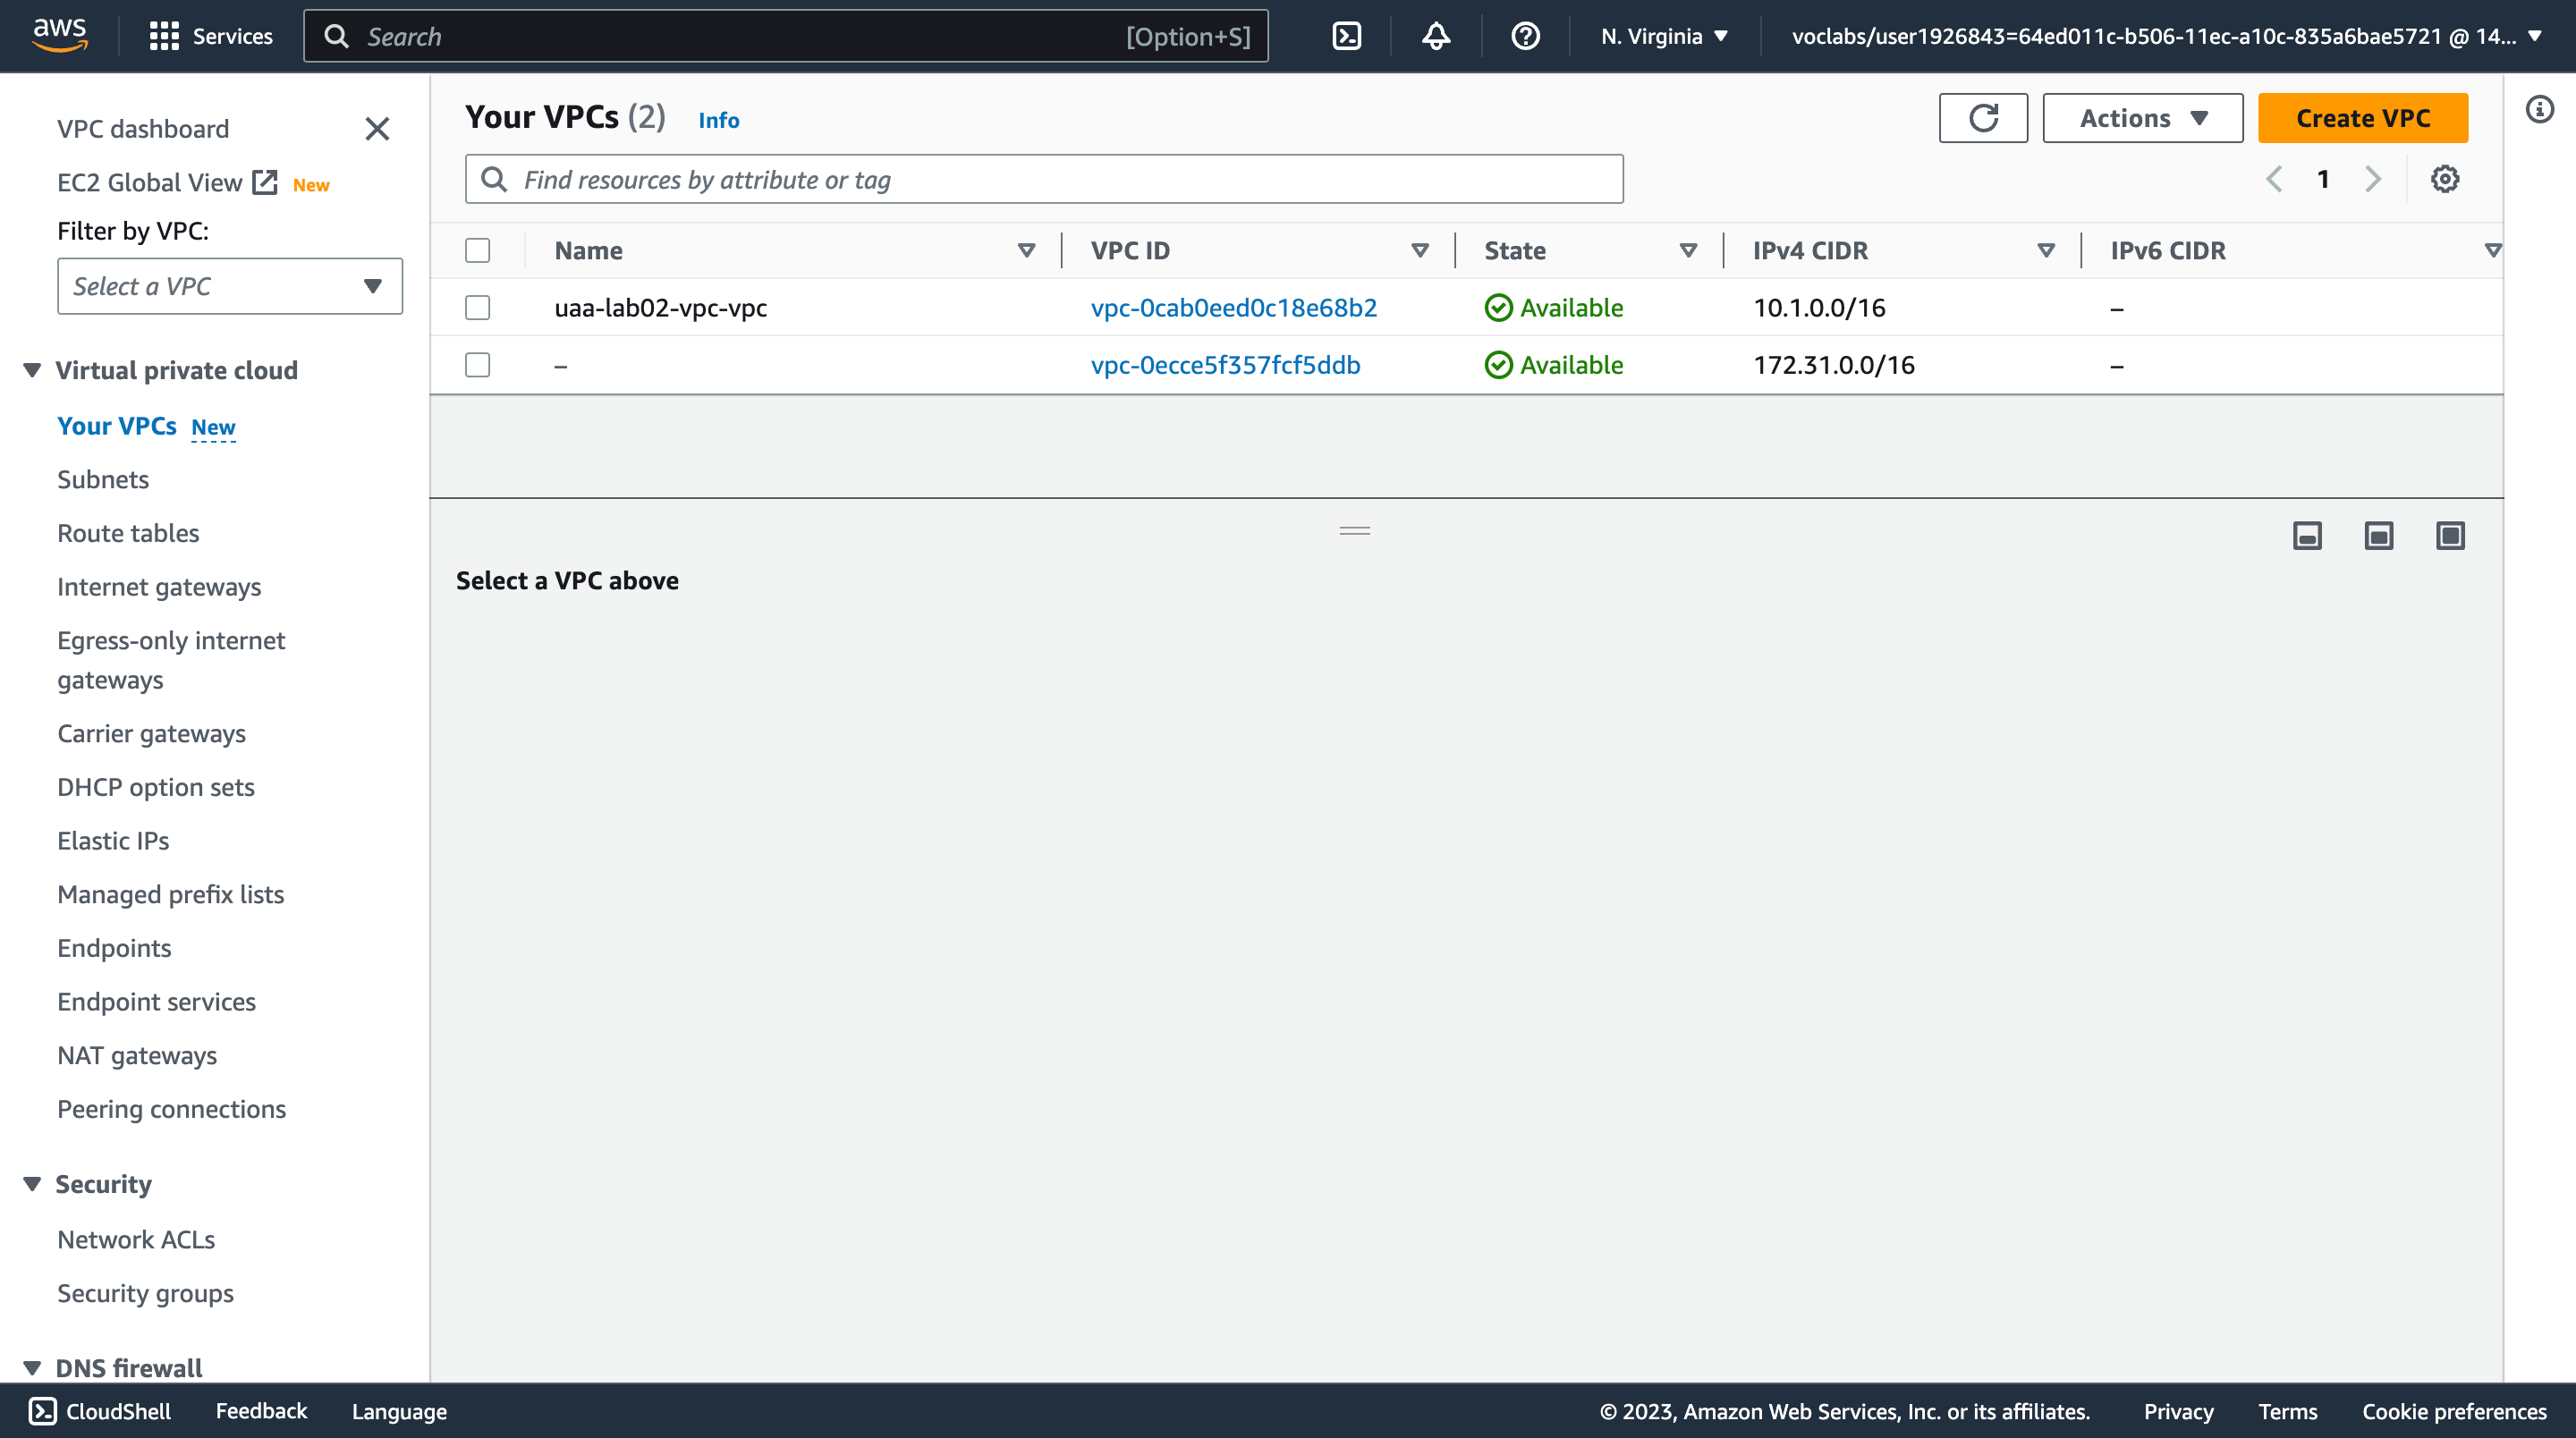 aws Services Search [Option+S] N. Virginia voclabs/user1926843=64ed011c-b506-11ec-a10c-835a6bae5721 @ 14...
VPC dashboard
EC2 Global View New
Filter by VPC:
Select a VPC
Virtual private cloud
Your VPCs New
Subnets
Route tables
Internet gateways
Egress-only internet
gateways
Carrier gateways
DHCP option sets
Elastic IPs
Managed prefix lists
Endpoints
Endpoint services
NAT gateways
Peering connections
Security
Network ACLs
Security groups
DNS firewall
Your VPCs (2) Info Actions Create VPC
Find resources by attribute or tag 1
Name VPC ID State IPv4 CIDR IPv6 CIDR
uaa-lab02-vpc-vpc vpc-0cab0eed0c18e68b2 Available 10.1.0.0/16 –
– vpc-0ecce5f357fcf5ddb Available 172.31.0.0/16 –
Select a VPC above
CloudShell Feedback Language © 2023, Amazon Web Services, Inc. or its affiliates. Privacy Terms Cookie preferences